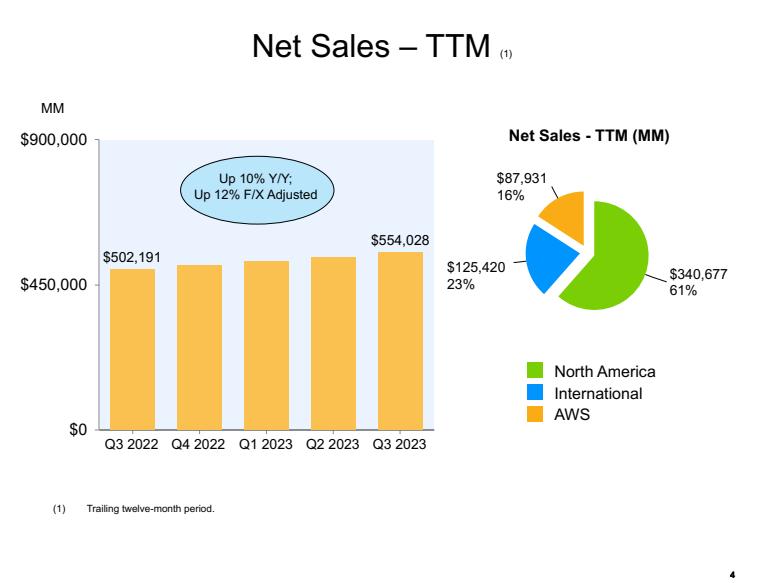 Net Sales – TTM (1)
MM
$900,000
$450,000
$0
Up 10% Y/Y;
Up 12% F/X Adjusted
$502,191
$554,028
Q3 2022 Q4 2022 Q1 2023 Q2 2023 Q3 2023
Net Sales - TTM (MM)
$87,931
16%
$125,420
23%
$340,677
61%
North America
International
AWS
(1) Trailing twelve-month period.
4